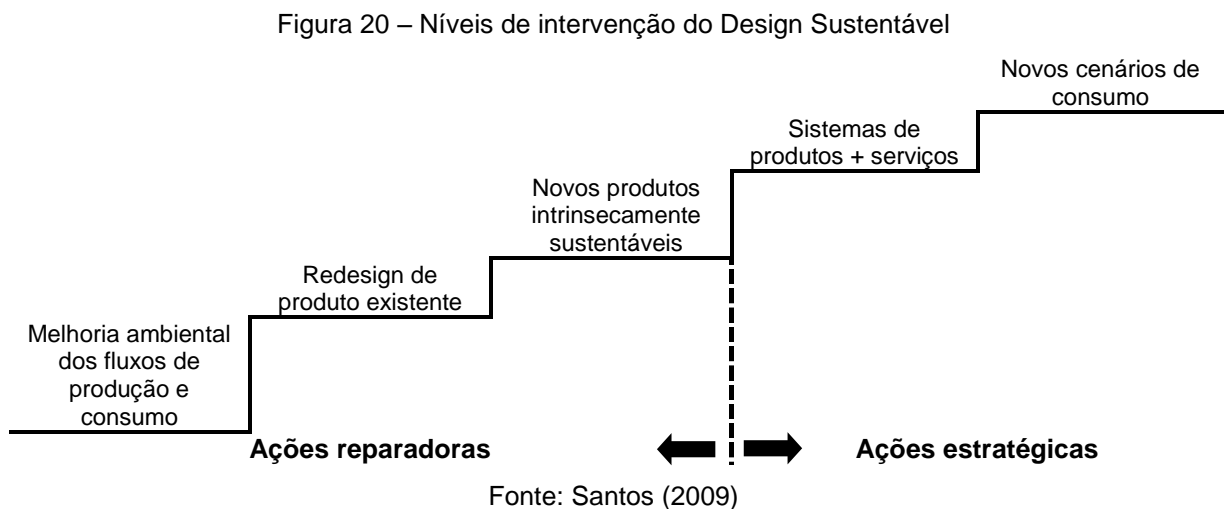 Figura 20 – Níveis de intervenção do Design Sustentável
Novos cenários de
consumo
Sistemas de
produtos + serviços
Novos produtos
intrinsecamente
sustentáveis
Redesign de
produto existente
Melhoria ambiental
dos fluxos de
produção e
consumo
Ações reparadoras
Ações estratégicas
Fonte: Santos (2009)